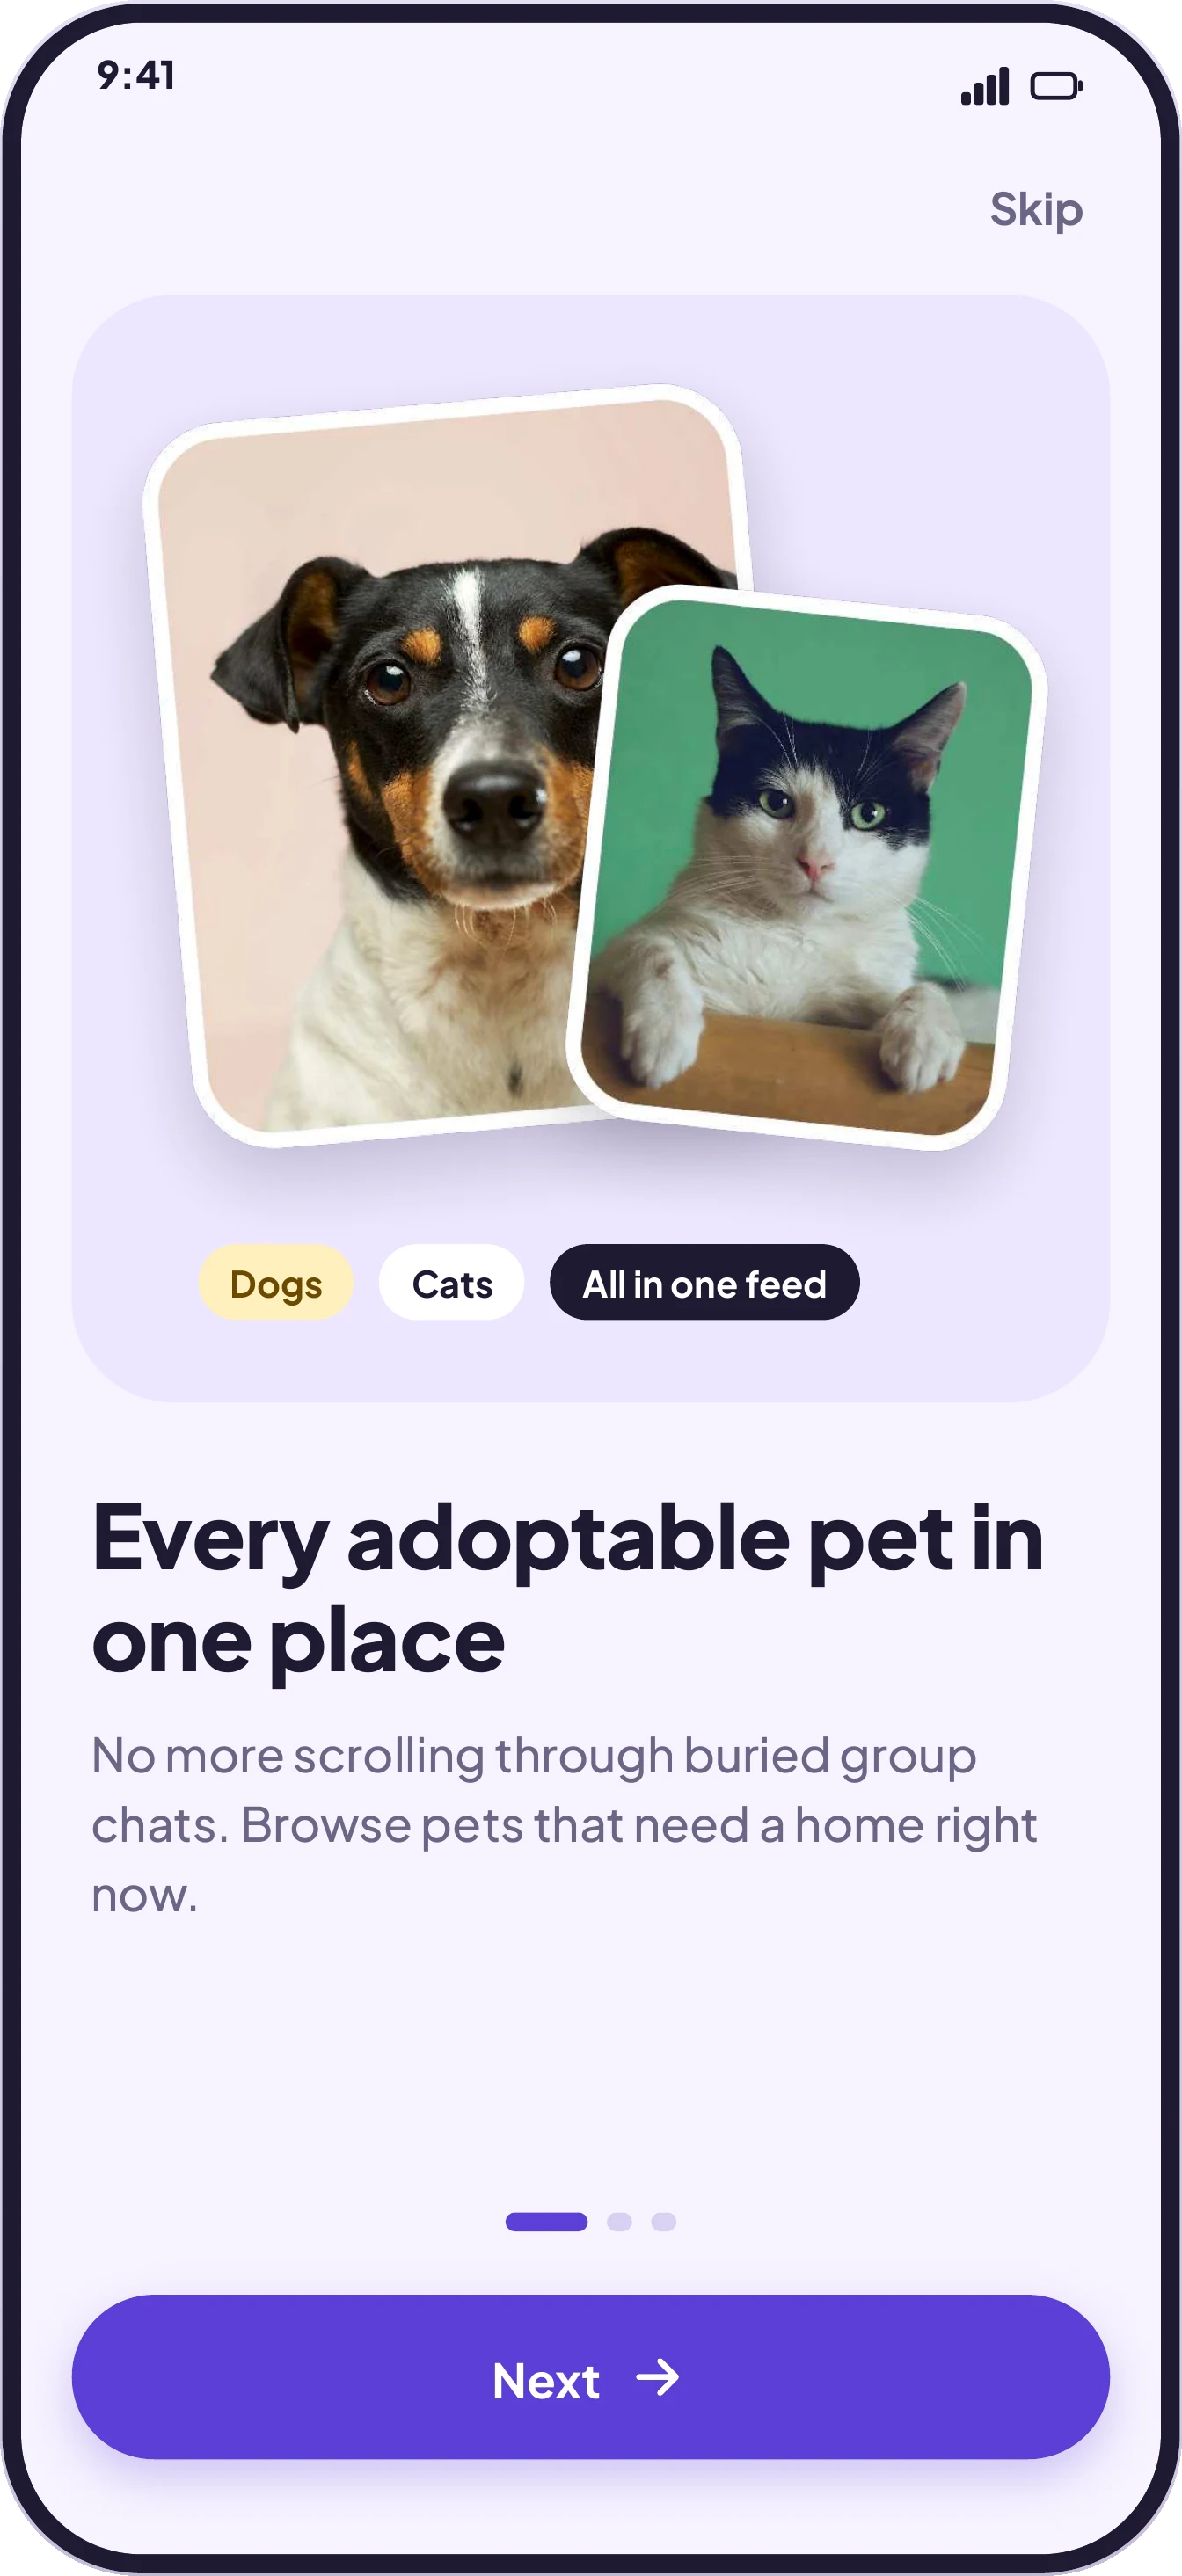 9:41
Skip
Dogs
Cats
All in one feed
Every adoptable pet in
one place
No more scrolling through buried group
chats. Browse pets that need a home right
now.
Next